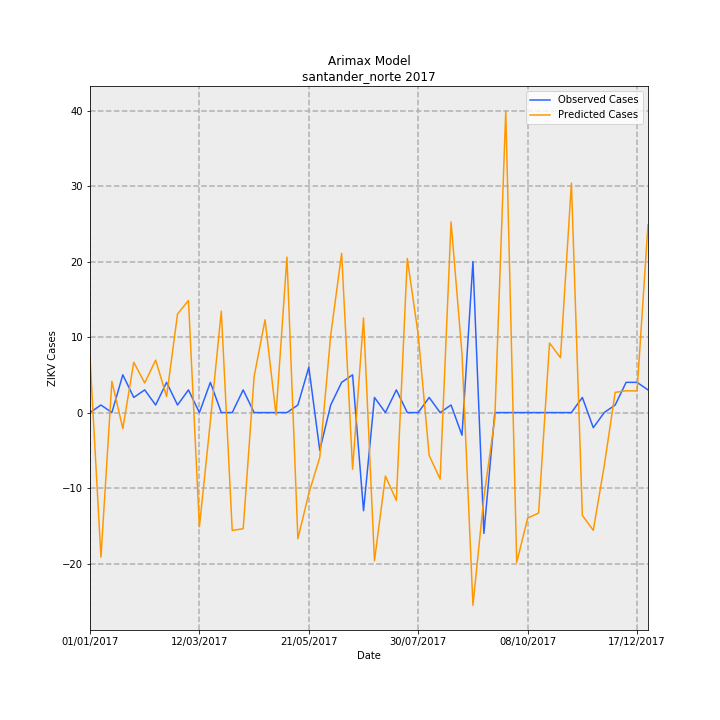 Arimax Model
santander_norte 2017
Observed Cases
Predicted Cases
40
30
20
10
0
−10
−20
ZIKV Cases
01/01/2017
12/03/2017
21/05/2017
30/07/2017
08/10/2017
17/12/2017
Date